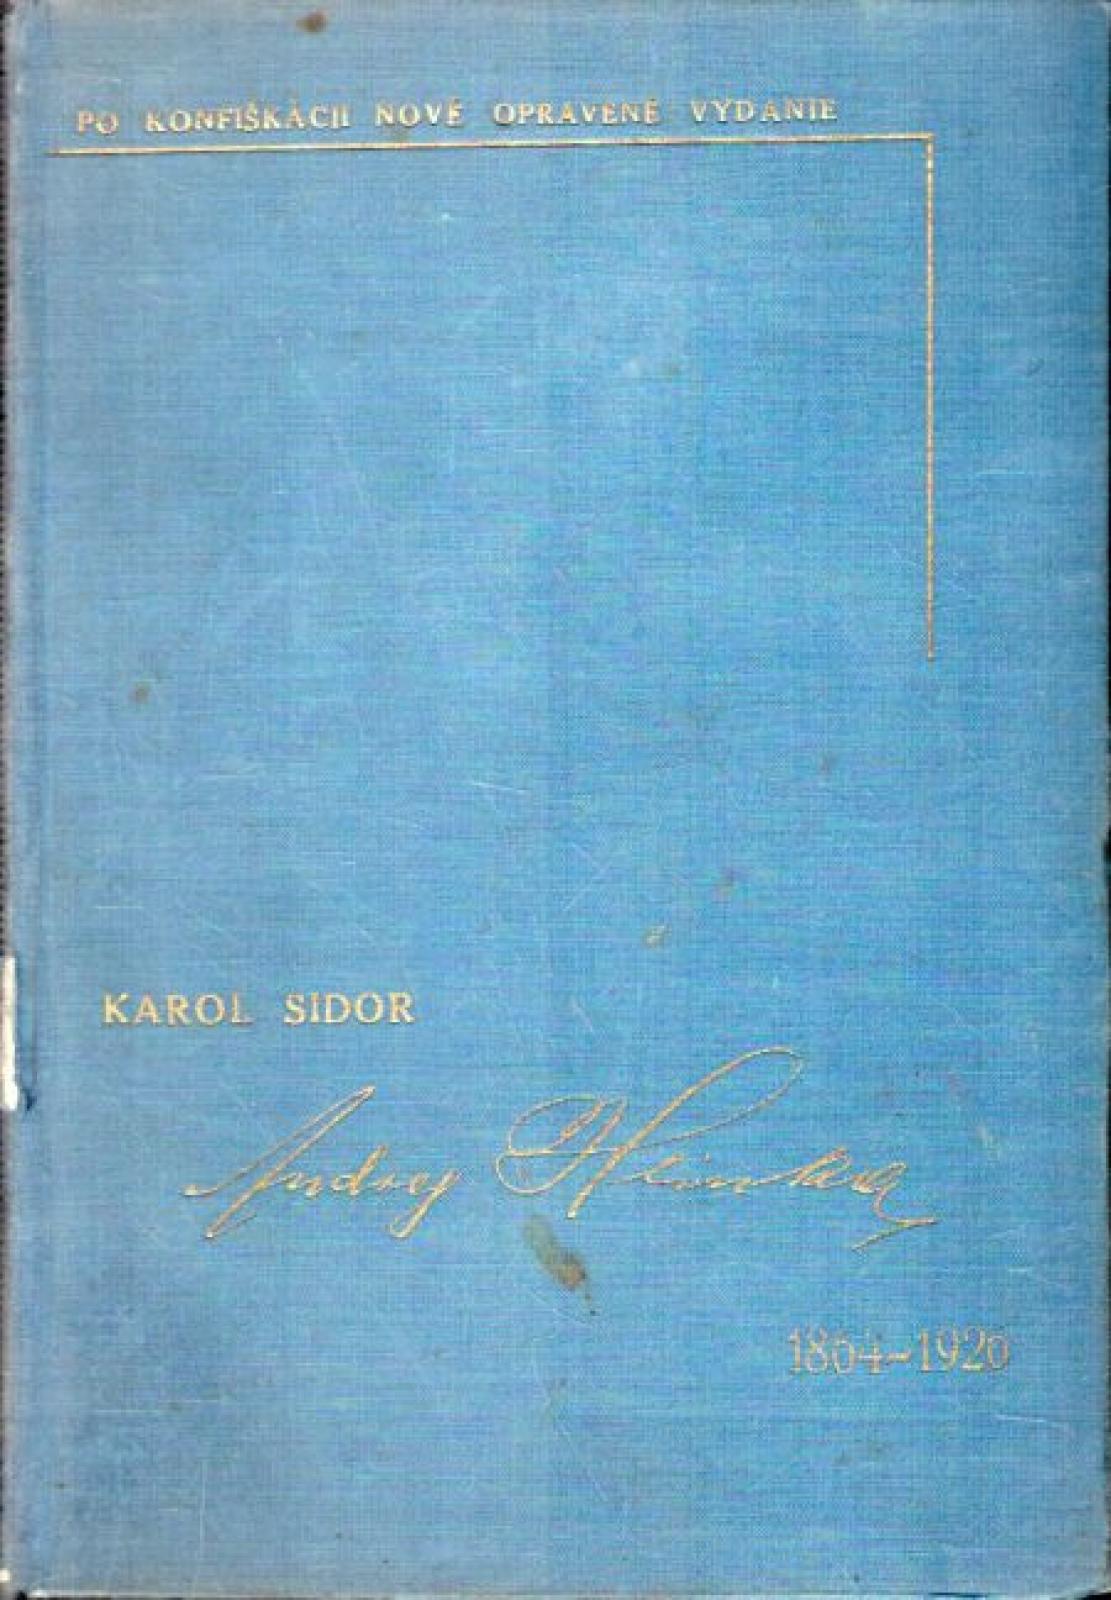 PO KONFIŠKÁCII NOVÉ OPRAVENÉ VYDANIE
KAROL SIDOR
Andrej Hlinka
1864-1926